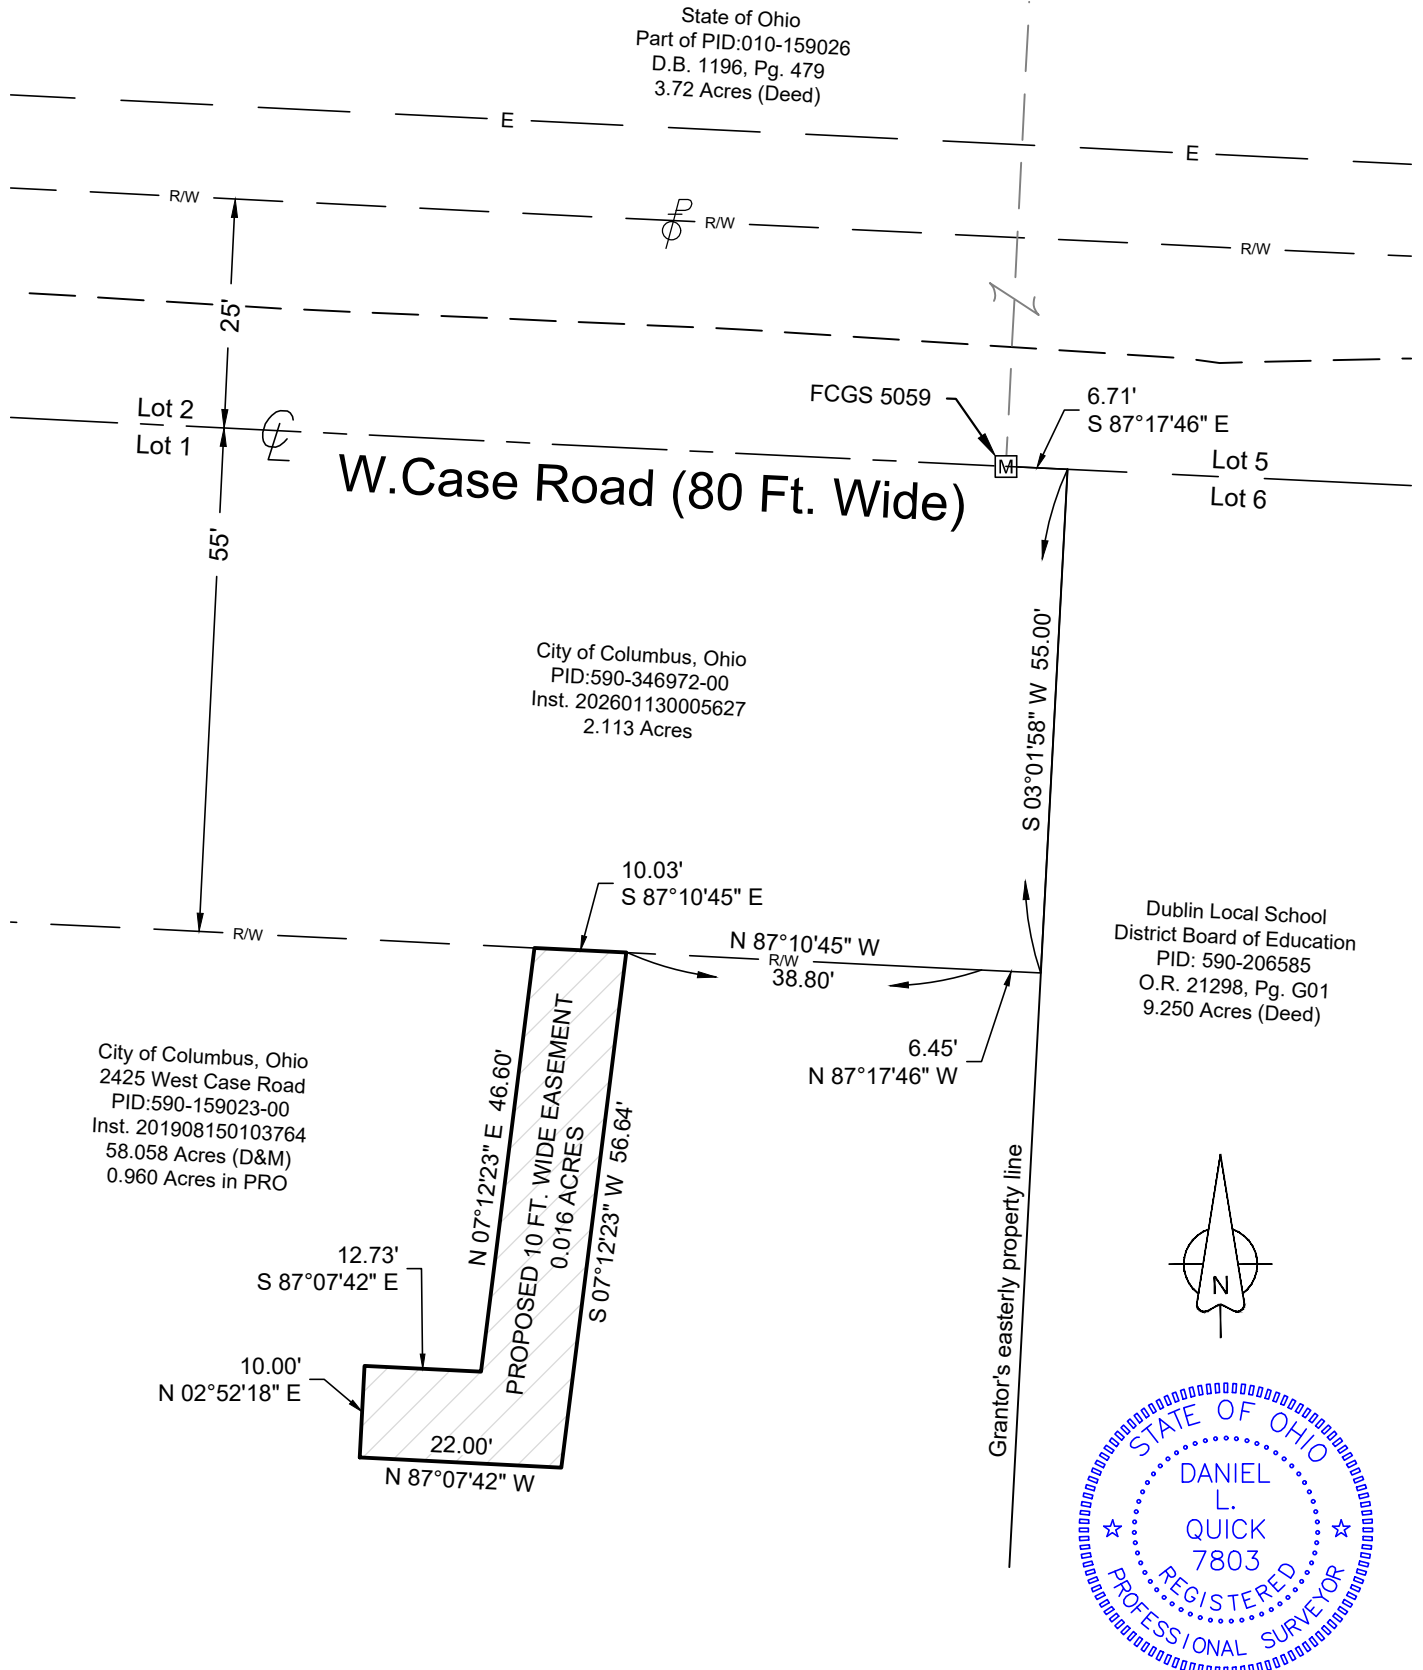 State of Ohio
Part of PID:010-159026
D.B. 1196, Pg. 479
3.72 Acres (Deed)
E
E
R/W
R/W
R/W
25'
FCGS 5059
6.71'
S 87°17'46" E
Lot 2
Lot 1
M
Lot 5
Lot 6
W.Case Road (80 Ft. Wide)
55'
S 03°01'58" W 55.00'
City of Columbus, Ohio
PID:590-346972-00
Inst. 202601130005627
2.113 Acres
10.03'
S 87°10'45" E
R/W
N 87°10'45" W
R/W
38.80'
Dublin Local School
District Board of Education
PID: 590-206585
O.R. 21298, Pg. G01
9.250 Acres (Deed)
6.45'
N 87°17'46" W
City of Columbus, Ohio
2425 West Case Road
PID:590-159023-00
Inst. 201908150103764
58.058 Acres (D&M)
0.960 Acres in PRO
N 07°12'23" E 46.60'
PROPOSED 10 FT. WIDE EASEMENT
0.016 ACRES
S 07°12'23" W 56.64'
Grantor's easterly property line
12.73'
S 87°07'42" E
10.00'
N 02°52'18" E
22.00'
N 87°07'42" W
N
STATE OF OHIO
DANIEL
L.
QUICK
7803
REGISTERED
PROFESSIONAL SURVEYOR